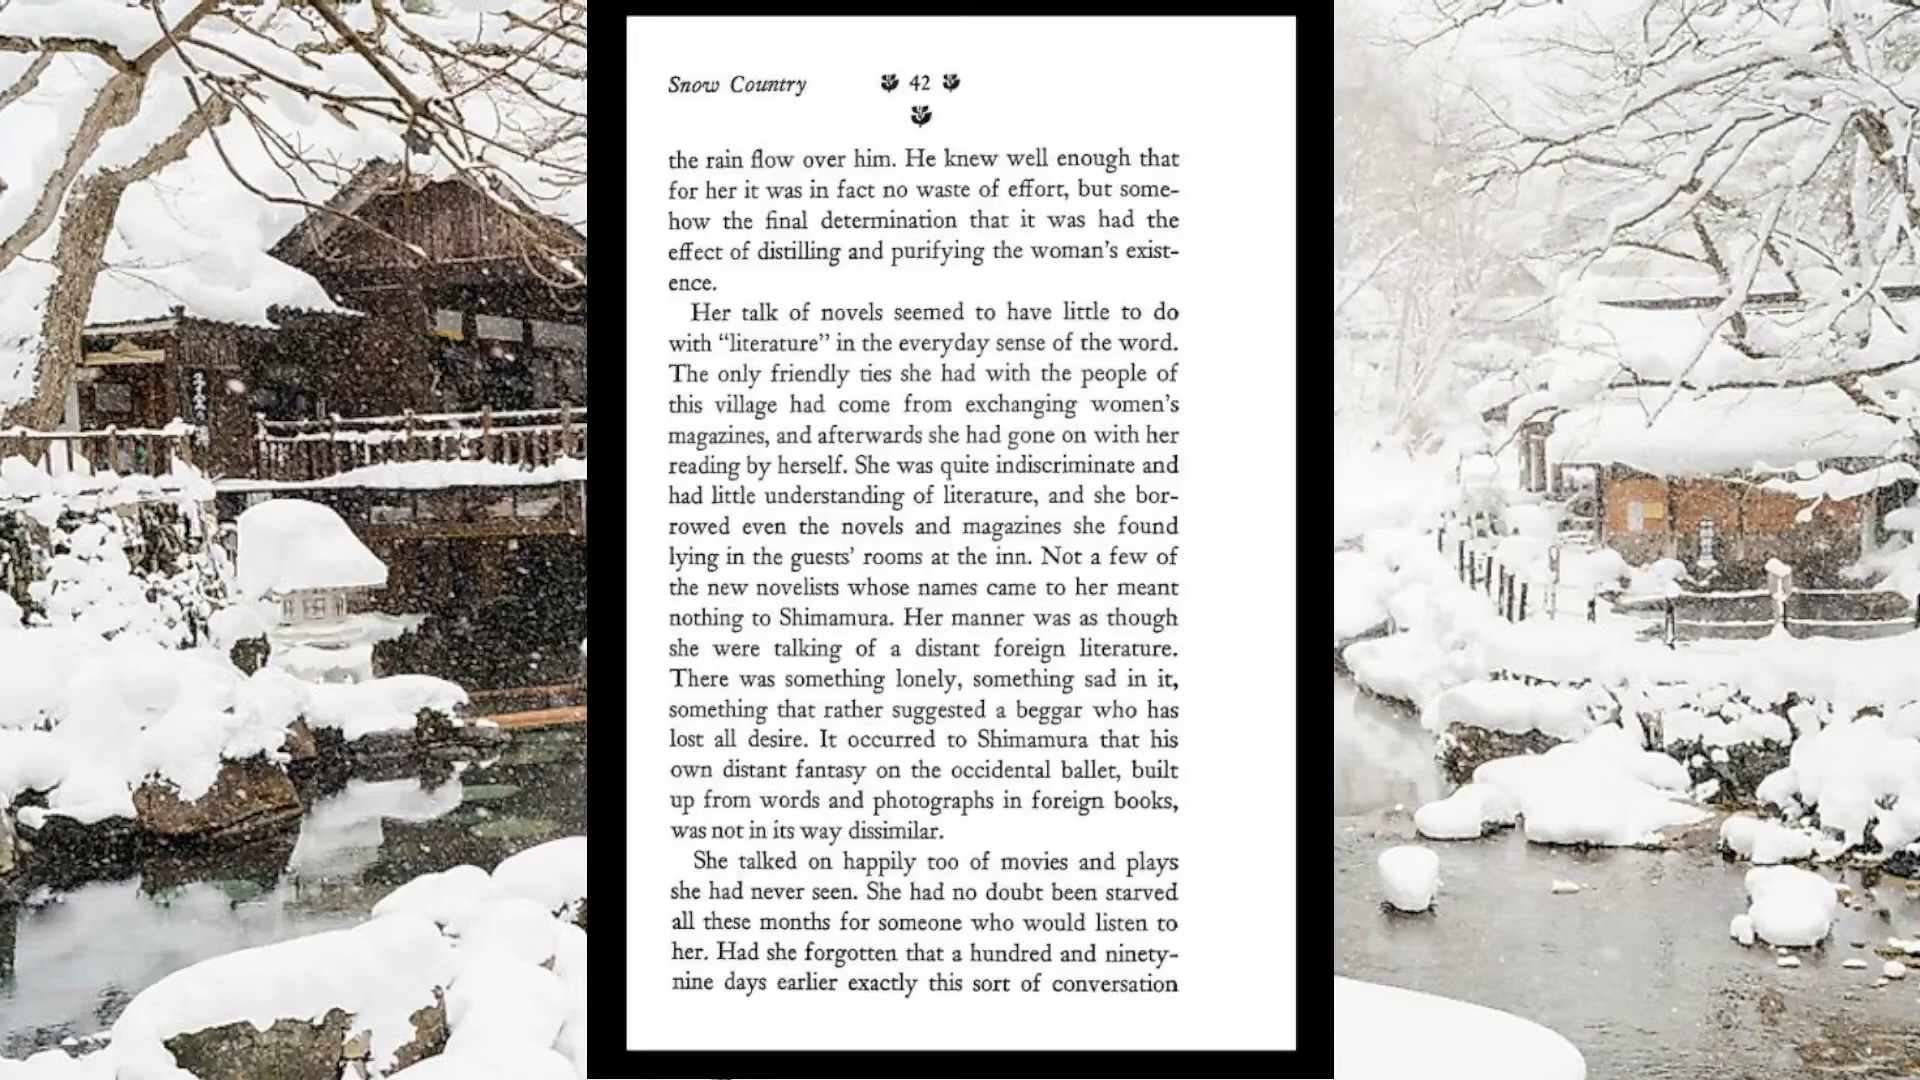 Snow Country 42
the rain flow over him. He knew well enough that
for her it was in fact no waste of effort, but some-
how the final determination that it was had the
effect of distilling and purifying the woman's exist-
ence.
Her talk of novels seemed to have little to do
with “literature” in the everyday sense of the word.
The only friendly ties she had with the people of
this village had come from exchanging women's
magazines, and afterwards she had gone on with her
reading by herself. She was quite indiscriminate and
had little understanding of literature, and she bor-
rowed even the novels and magazines she found
lying in the guests' rooms at the inn. Not a few of
the new novelists whose names came to her meant
nothing to Shimamura. Her manner was as though
she were talking of a distant foreign literature.
There was something lonely, something sad in it,
something that rather suggested a beggar who has
lost all desire. It occurred to Shimamura that his
own distant fantasy on the occidental ballet, built
up from words and photographs in foreign books,
was not in its way dissimilar.
She talked on happily too of movies and plays
she had never seen. She had no doubt been starved
all these months for someone who would listen to
her. Had she forgotten that a hundred and ninety-
nine days earlier exactly this sort of conversation